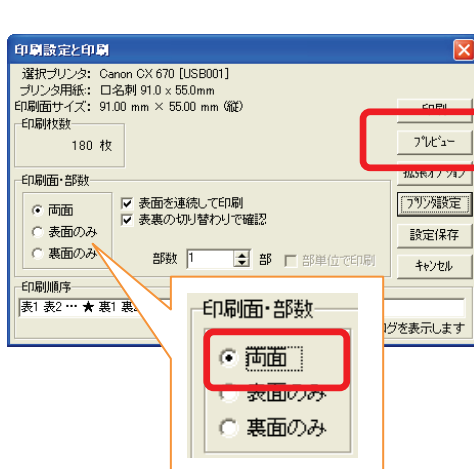 印刷設定と印刷
選択プリンタ: Canon CX 670 [USB001]
プリンタ用紙: 口名刺 91.0 x 55.0mm
印刷面サイズ: 91.00 mm × 55.00 mm (縦)
印刷枚数
180 枚
印刷
プレビュー
拡張オプション
プリンタ設定
設定保存
キャンセル
印刷面・部数
両面
表面のみ
裏面のみ
表面を連続して印刷
表裏の切り替わりで確認
部数 1 部 部単位で印刷
印刷順序
表1 表2 … ★ 裏1 裏
グを表示します
印刷面・部数
両面
表面のみ
裏面のみ